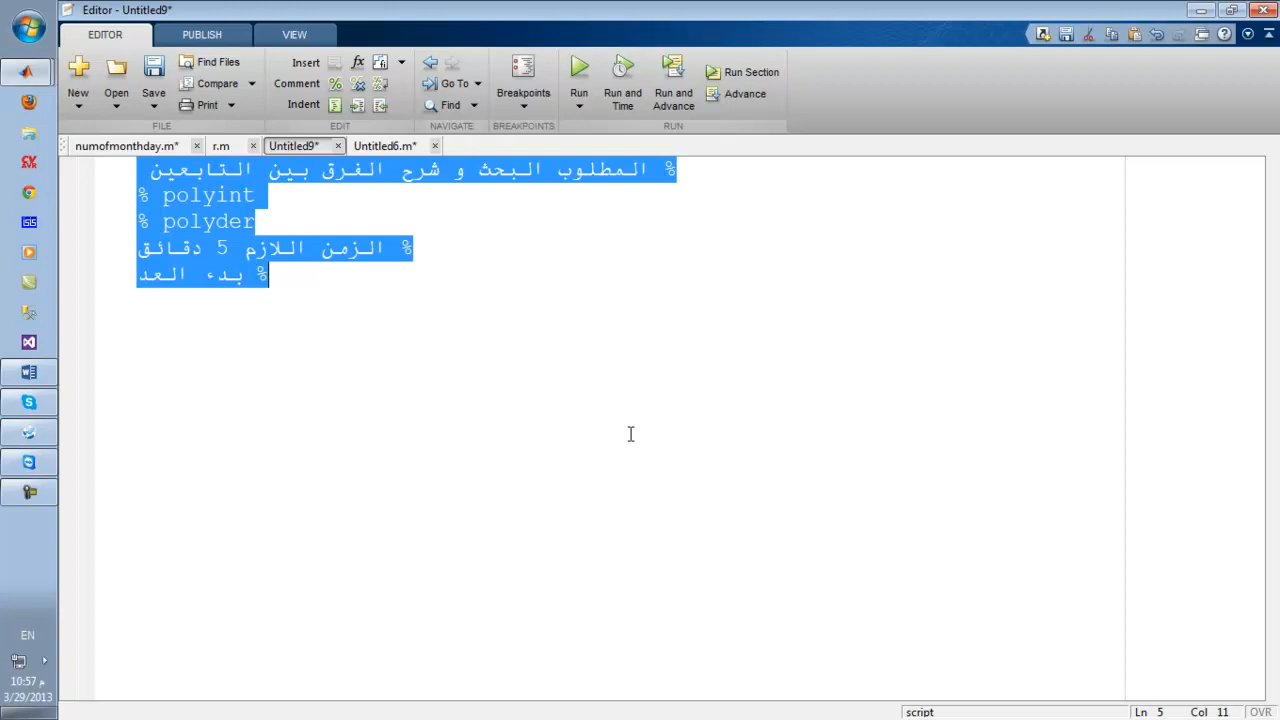 Editor - Untitled9*
EDITOR
PUBLISH
VIEW
New
Open
Save
Find Files
Compare
Print
FILE
Insert
fx
Comment
Indent
EDIT
Go To
Find
NAVIGATE
Breakpoints
BREAKPOINTS
Run
Run and Time
Run and Advance
Run Section
Advance
RUN
numofmonthday.m*
r.m
Untitled9*
Untitled6.m*
% المطلوب البحث و شرح الفرق بين التابعين
% polyint
% polyder
% الزمن اللازم 5 دقائق
% بدء العد
CV
AVR
ISIS
EN
10:57 م
3/29/2013
script
Ln 5
Col 11
OVR